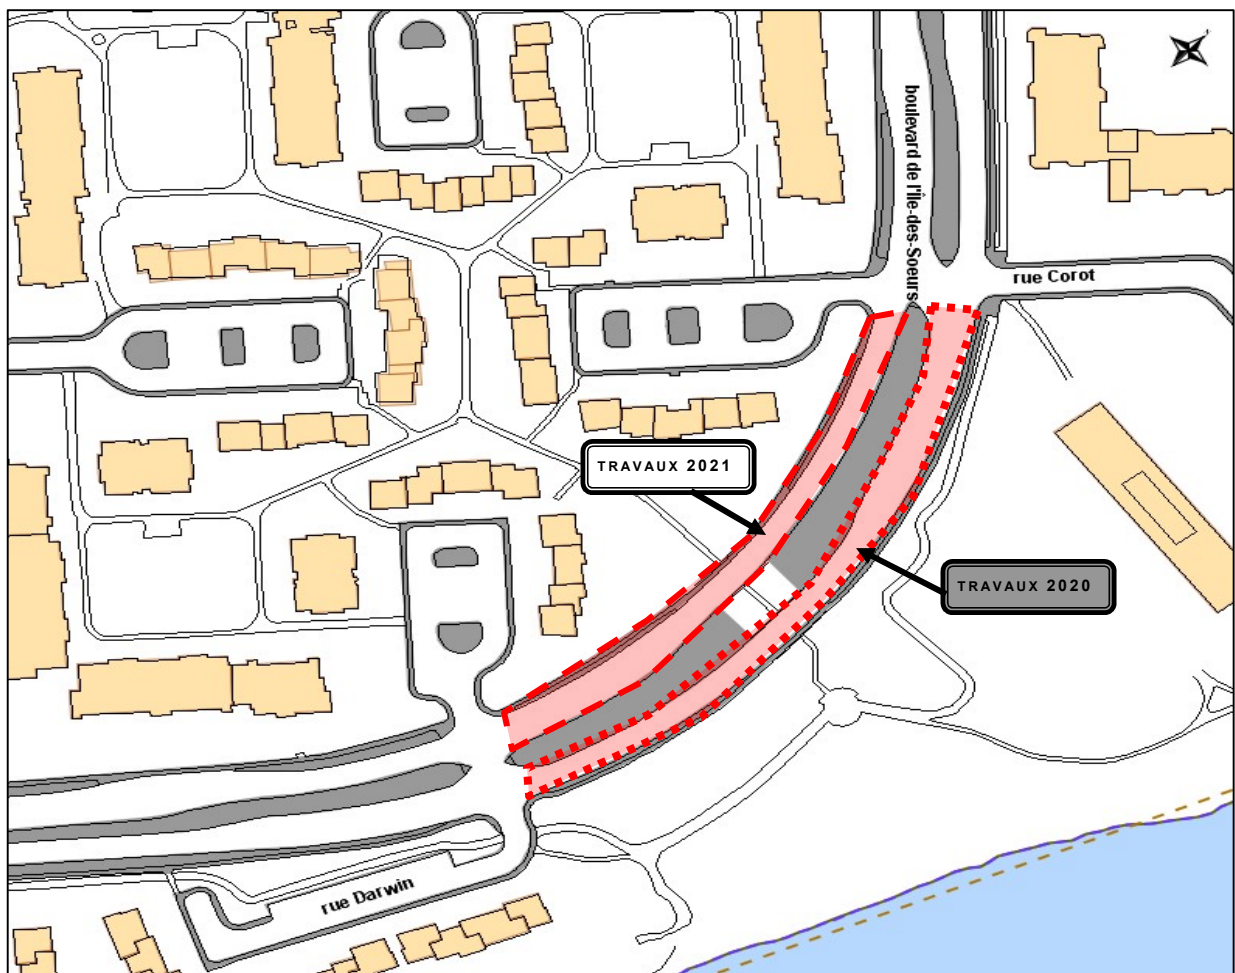 boulevard de l'Île-des-Soeurs
rue Corot
TRAVAUX 2021
TRAVAUX 2020
rue Darwin